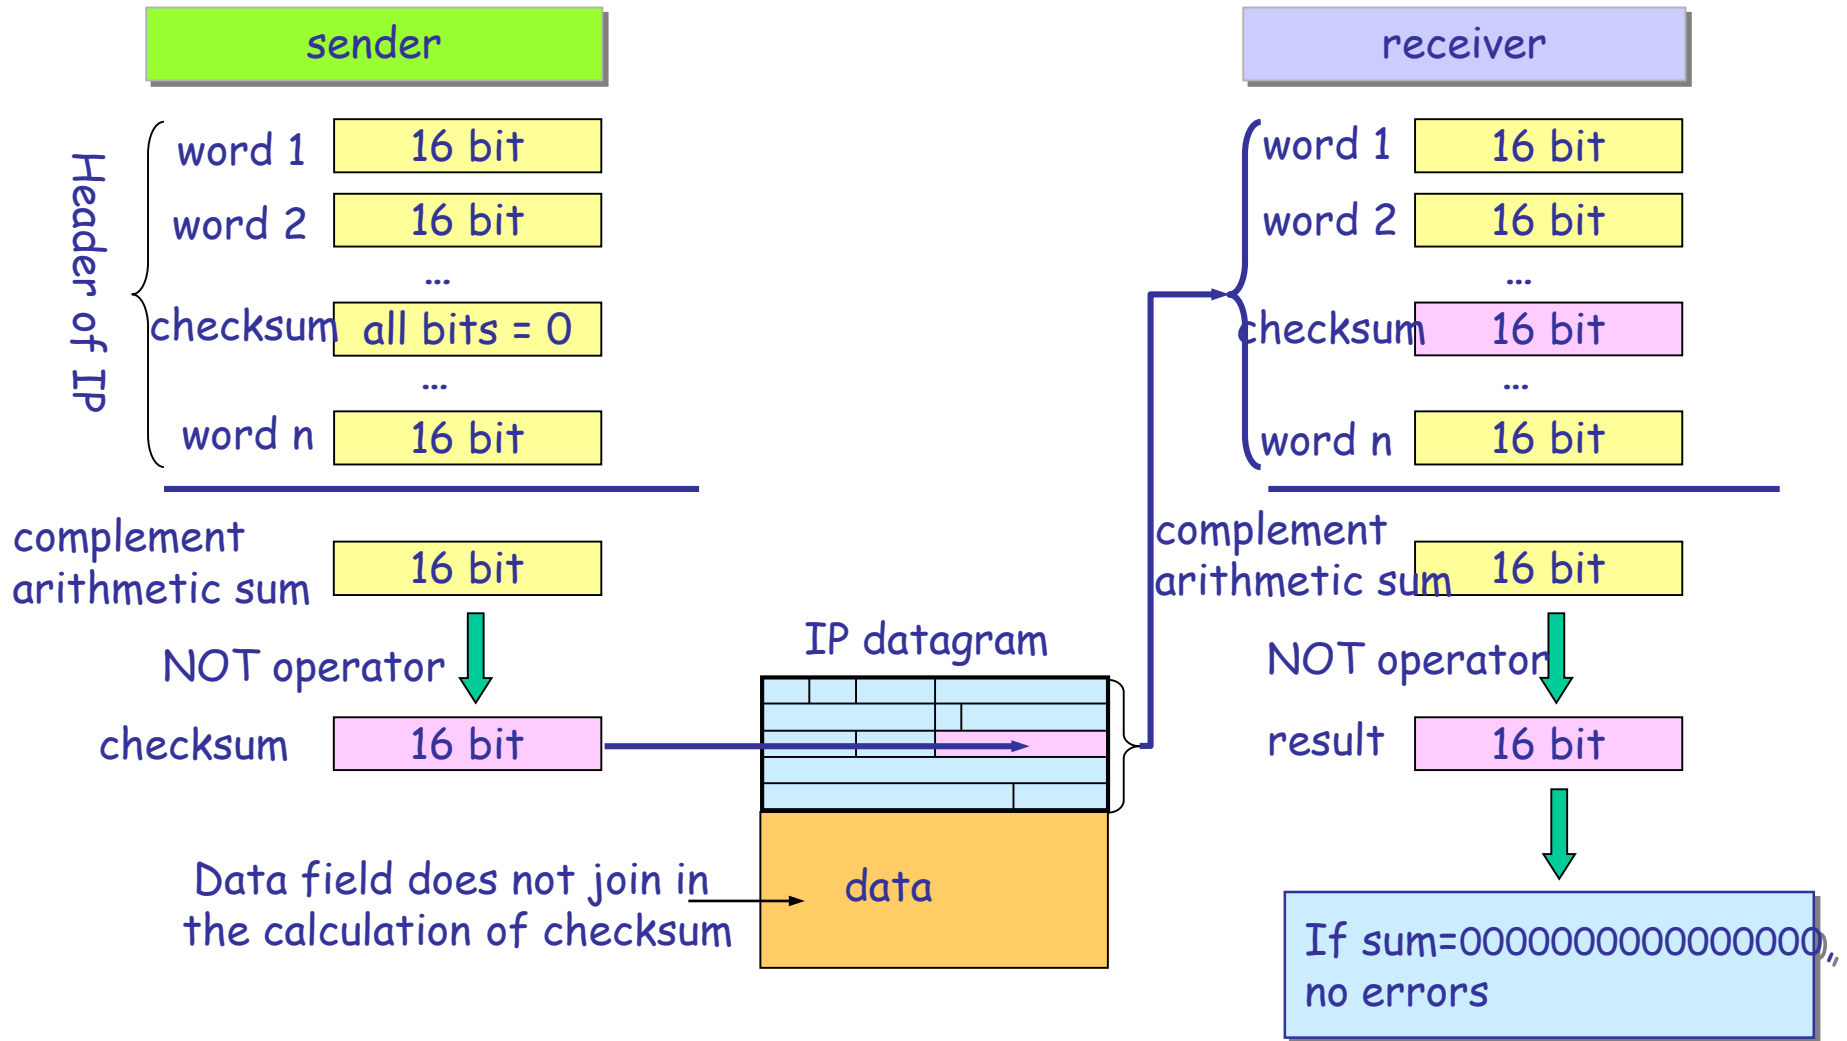 sender
Header of IP
word 1
16 bit
word 2
16 bit
...
checksum
all bits = 0
...
word n
16 bit
complement
arithmetic sum
16 bit
NOT operator
checksum
16 bit
IP datagram
Data field does not join in
the calculation of checksum
data
receiver
word 1
16 bit
word 2
16 bit
...
checksum
16 bit
...
word n
16 bit
complement
arithmetic sum
16 bit
NOT operator
result
16 bit
If sum=0000000000000000,
no errors